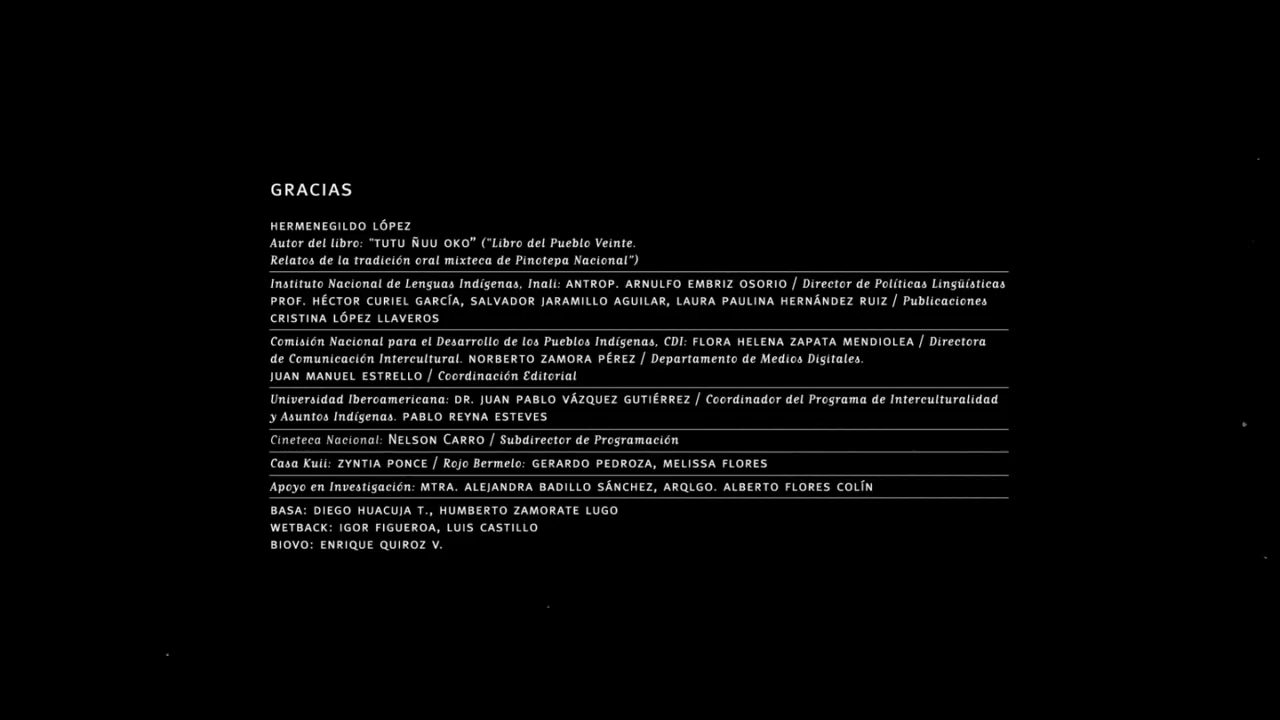 GRACIAS
HERMENEGILDO LÓPEZ
Autor del libro: "TUTU ÑUU OKO" ("Libro del Pueblo Veinte.
Relatos de la tradición oral mixteca de Pinotepa Nacional")
Instituto Nacional de Lenguas Indígenas, Inali: ANTROP. ARNULFO EMBRIZ OSORIO / Director de Políticas Lingüísticas
PROF. HÉCTOR CURIEL GARCÍA, SALVADOR JARAMILLO AGUILAR, LAURA PAULINA HERNÁNDEZ RUIZ / Publicaciones
CRISTINA LÓPEZ LLAVEROS
Comisión Nacional para el Desarrollo de los Pueblos Indígenas, CDI: FLORA HELENA ZAPATA MENDIOLEA / Directora
de Comunicación Intercultural. NORBERTO ZAMORA PÉREZ / Departamento de Medios Digitales.
JUAN MANUEL ESTRELLO / Coordinación Editorial
Universidad Iberoamericana: DR. JUAN PABLO VÁZQUEZ GUTIÉRREZ / Coordinador del Programa de Interculturalidad
y Asuntos Indígenas. PABLO REYNA ESTEVES
Cineteca Nacional: NELSON CARRO / Subdirector de Programación
Casa Kuii: ZYNTIA PONCE / Rojo Bermelo: GERARDO PEDROZA, MELISSA FLORES
Apoyo en Investigación: MTRA. ALEJANDRA BADILLO SÁNCHEZ, ARQLGO. ALBERTO FLORES COLÍN
BASA: DIEGO HUACUJA T., HUMBERTO ZAMORATE LUGO
WETBACK: IGOR FIGUEROA, LUIS CASTILLO
BIOVO: ENRIQUE QUIROZ V.